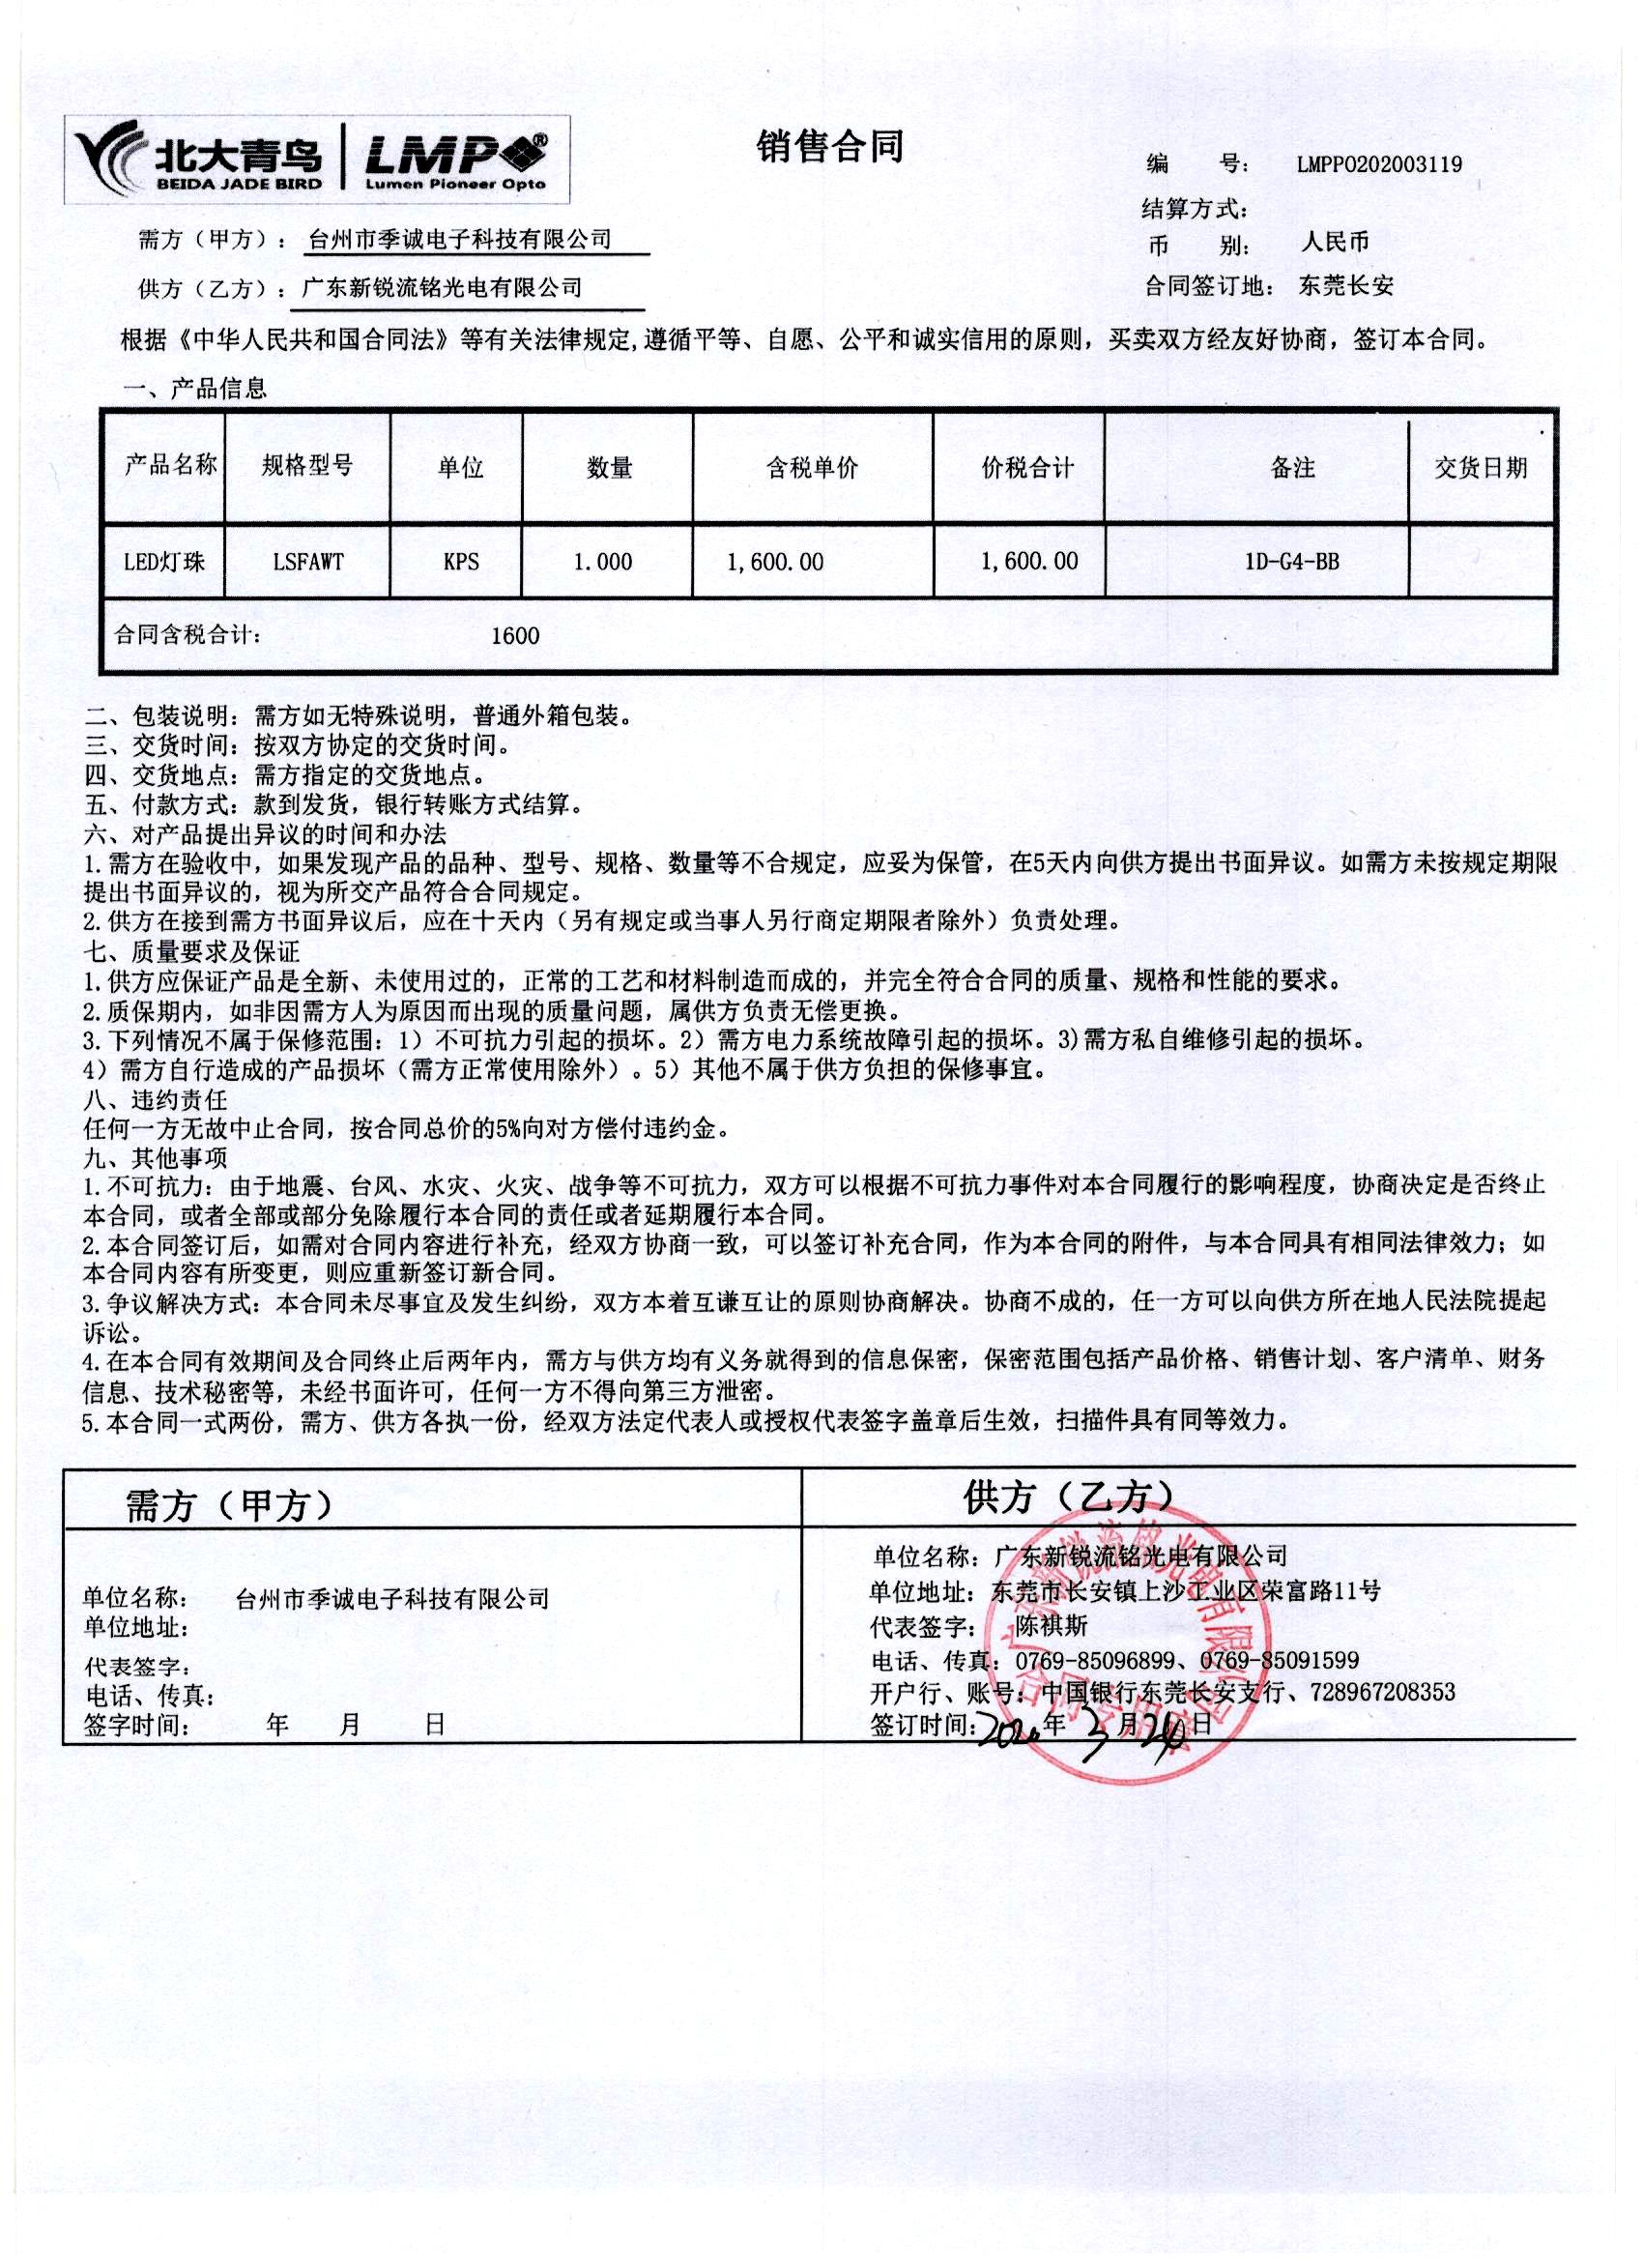 北大青鸟 LMPO®
BEIDA JADE BIRD Lumen Pioneer Opto
销售合同
编 号: LMPPO202003119
结算方式:
需方（甲方）: 台州市季诚电子科技有限公司
币 别: 人民币
供方（乙方）: 广东新锐流铭光电有限公司
合同签订地: 东莞长安
根据《中华人民共和国合同法》等有关法律规定,遵循平等、自愿、公平和诚实信用的原则，买卖双方经友好协商，签订本合同。
一、产品信息
产品名称 规格型号 单位 数量 含税单价 价税合计 备注 交货日期
LED灯珠 LSFAWT KPS 1.000 1,600.00 1,600.00 1D-G4-BB
合同含税合计: 1600
二、包装说明: 需方如无特殊说明，普通外箱包装。
三、交货时间: 按双方协定的交货时间。
四、交货地点: 需方指定的交货地点。
五、付款方式: 款到发货，银行转账方式结算。
六、对产品提出异议的时间和办法
1.需方在验收中，如果发现产品的品种、型号、规格、数量等不合规定，应妥为保管，在5天内向供方提出书面异议。如需方未按规定期限
提出书面异议的，视为所交产品符合合同规定。
2.供方在接到需方书面异议后，应在十天内（另有规定或当事人另行商定期限者除外）负责处理。
七、质量要求及保证
1.供方应保证产品是全新、未使用过的，正常的工艺和材料制造而成的，并完全符合合同的质量、规格和性能的要求。
2.质保期内，如非因需方人为原因而出现的质量问题，属供方负责无偿更换。
3.下列情况不属于保修范围: 1）不可抗力引起的损坏。2）需方电力系统故障引起的损坏。3)需方私自维修引起的损坏。
4）需方自行造成的产品损坏（需方正常使用除外）。5）其他不属于供方负担的保修事宜。
八、违约责任
任何一方无故中止合同，按合同总价的5%向对方偿付违约金。
九、其他事项
1.不可抗力: 由于地震、台风、水灾、火灾、战争等不可抗力，双方可以根据不可抗力事件对本合同履行的影响程度，协商决定是否终止
本合同，或者全部或部分免除履行本合同的责任或者延期履行本合同。
2.本合同签订后，如需对合同内容进行补充，经双方协商一致，可以签订补充合同，作为本合同的附件，与本合同具有相同法律效力；如
本合同内容有所变更，则应重新签订新合同。
3.争议解决方式: 本合同未尽事宜及发生纠纷，双方本着互谦互让的原则协商解决。协商不成的，任一方可以向供方所在地人民法院提起
诉讼。
4.在本合同有效期间及合同终止后两年内，需方与供方均有义务就得到的信息保密，保密范围包括产品价格、销售计划、客户清单、财务
信息、技术秘密等，未经书面许可，任何一方不得向第三方泄密。
5.本合同一式两份，需方、供方各执一份，经双方法定代表人或授权代表签字盖章后生效，扫描件具有同等效力。
需方（甲方）
单位名称: 台州市季诚电子科技有限公司
单位地址:
代表签字:
电话、传真:
签字时间: 年 月 日
供方（乙方）
单位名称: 广东新锐流铭光电有限公司
单位地址: 东莞市长安镇上沙工业区荣富路11号
代表签字: 陈祺斯
电话、传真: 0769-85096899、0769-85091599
开户行、账号: 中国银行东莞长安支行、728967208353
签订时间: 2020年 3月24日
广东新锐流铭光电有限公司
合同专用章